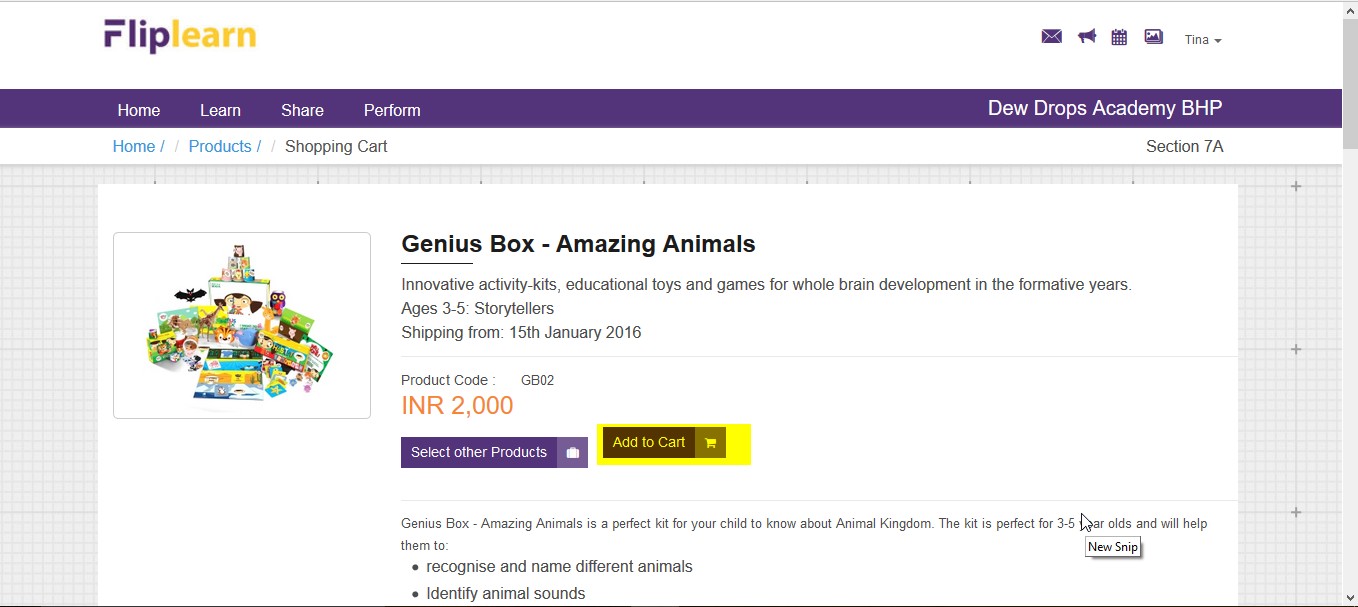 Fliplearn
Tina
Home Learn Share Perform
Dew Drops Academy BHP
Home / / Products / / Shopping Cart
Section 7A
Genius Box - Amazing Animals
Innovative activity-kits, educational toys and games for whole brain development in the formative years.
Ages 3-5: Storytellers
Shipping from: 15th January 2016
Product Code : GB02
INR 2,000
Select other Products
Add to Cart
Genius Box - Amazing Animals is a perfect kit for your child to know about Animal Kingdom. The kit is perfect for 3-5 year olds and will help
them to:
recognise and name different animals
Identify animal sounds
New Snip